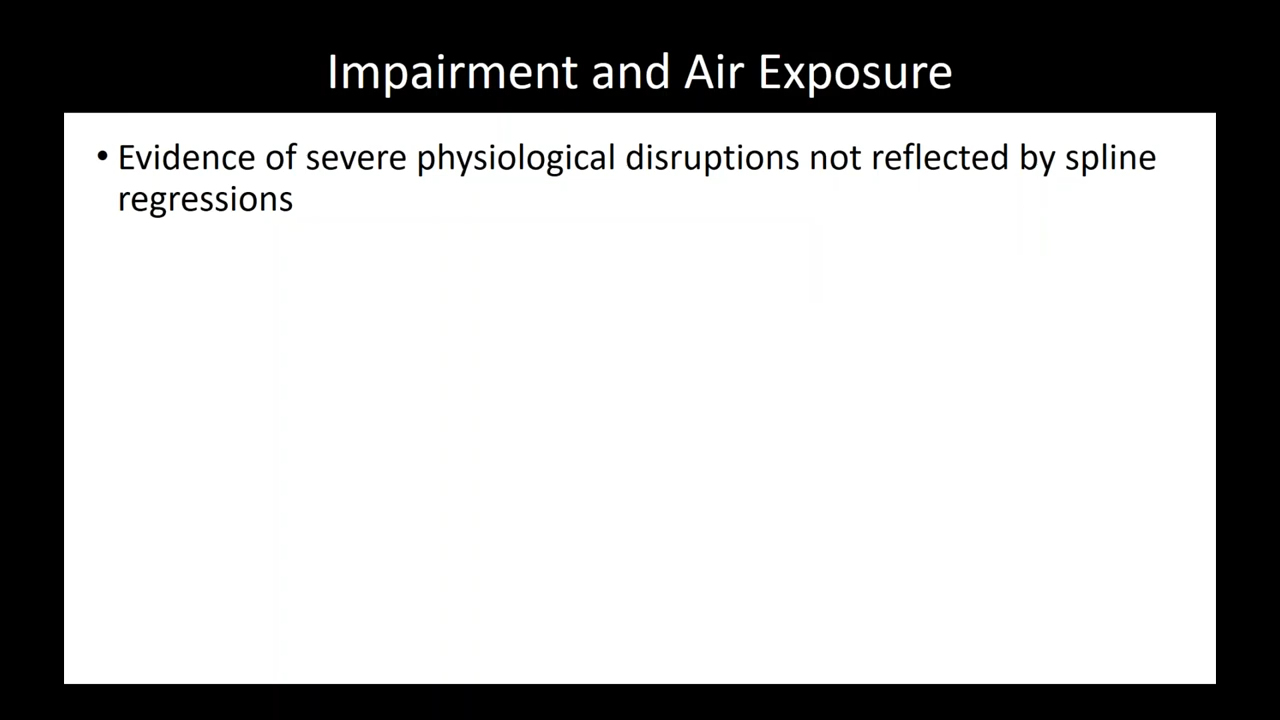 Impairment and Air Exposure
• Evidence of severe physiological disruptions not reflected by spline
regressions